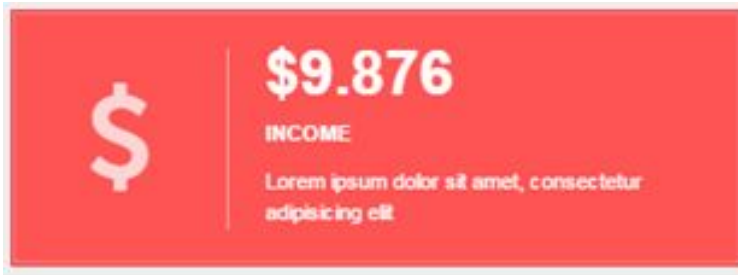 $
$9.876
INCOME
Lorem ipsum dolor sit amet, consectetur
adipisicing elit